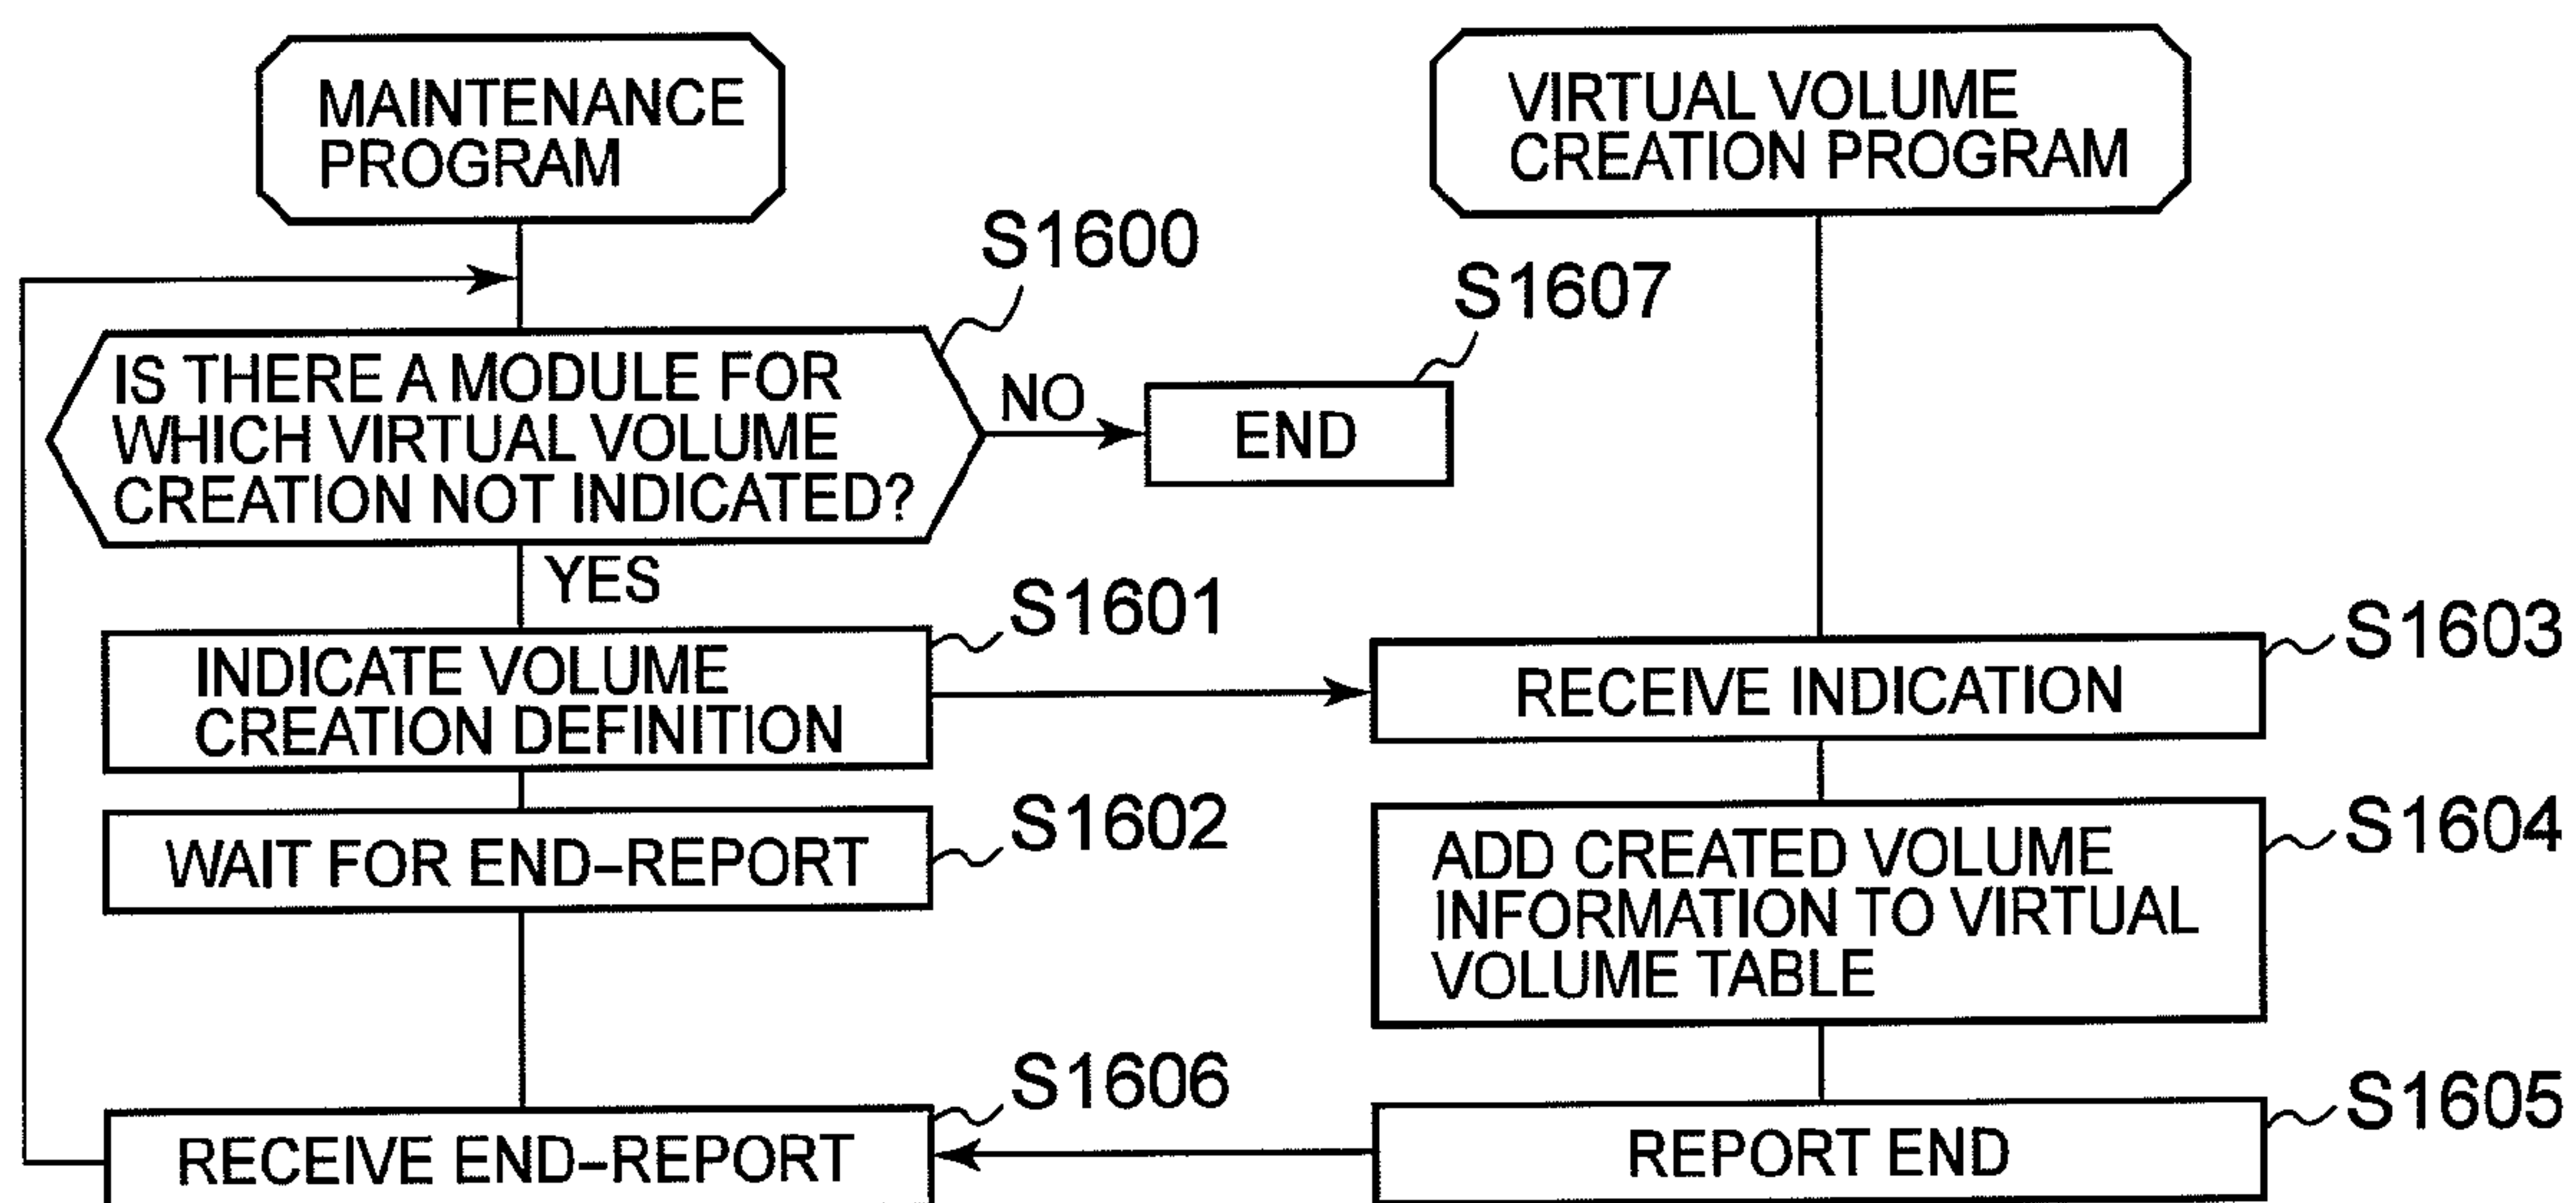 MAINTENANCE
PROGRAM
VIRTUAL VOLUME
CREATION PROGRAM
S1600
S1607
IS THERE A MODULE FOR
WHICH VIRTUAL VOLUME
CREATION NOT INDICATED?
NO
END
YES
S1601
INDICATE VOLUME
CREATION DEFINITION
S1603
RECEIVE INDICATION
S1602
WAIT FOR END–REPORT
S1604
ADD CREATED VOLUME
INFORMATION TO VIRTUAL
VOLUME TABLE
S1606
RECEIVE END–REPORT
S1605
REPORT END